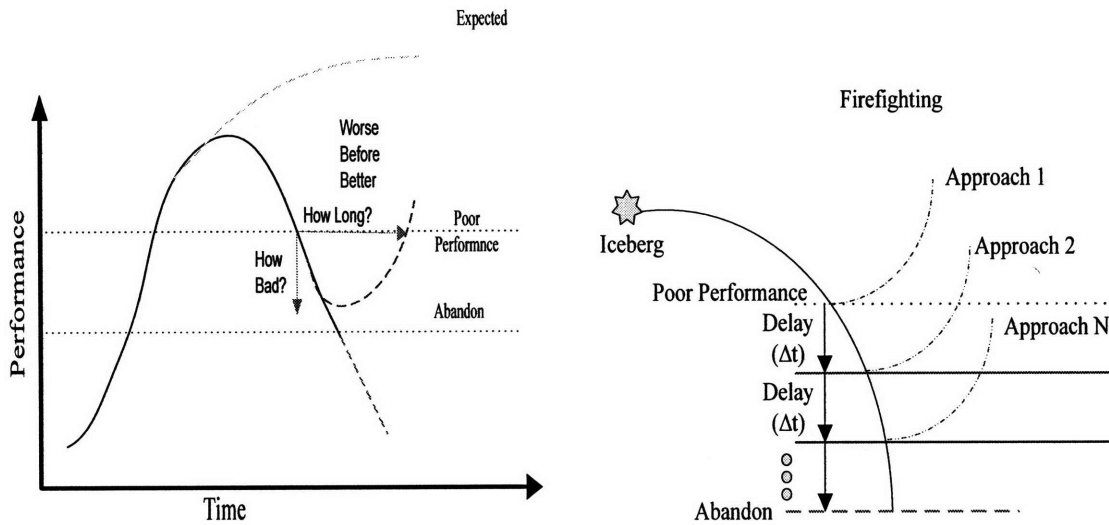 Expected
Worse
Before
Better
How Long?
Poor
Performnce
How
Bad?
Abandon
Performance
Time
Firefighting
Approach 1
Iceberg
Approach 2
Poor Performance
Approach N
Delay
(Δt)
Delay
(Δt)
Abandon